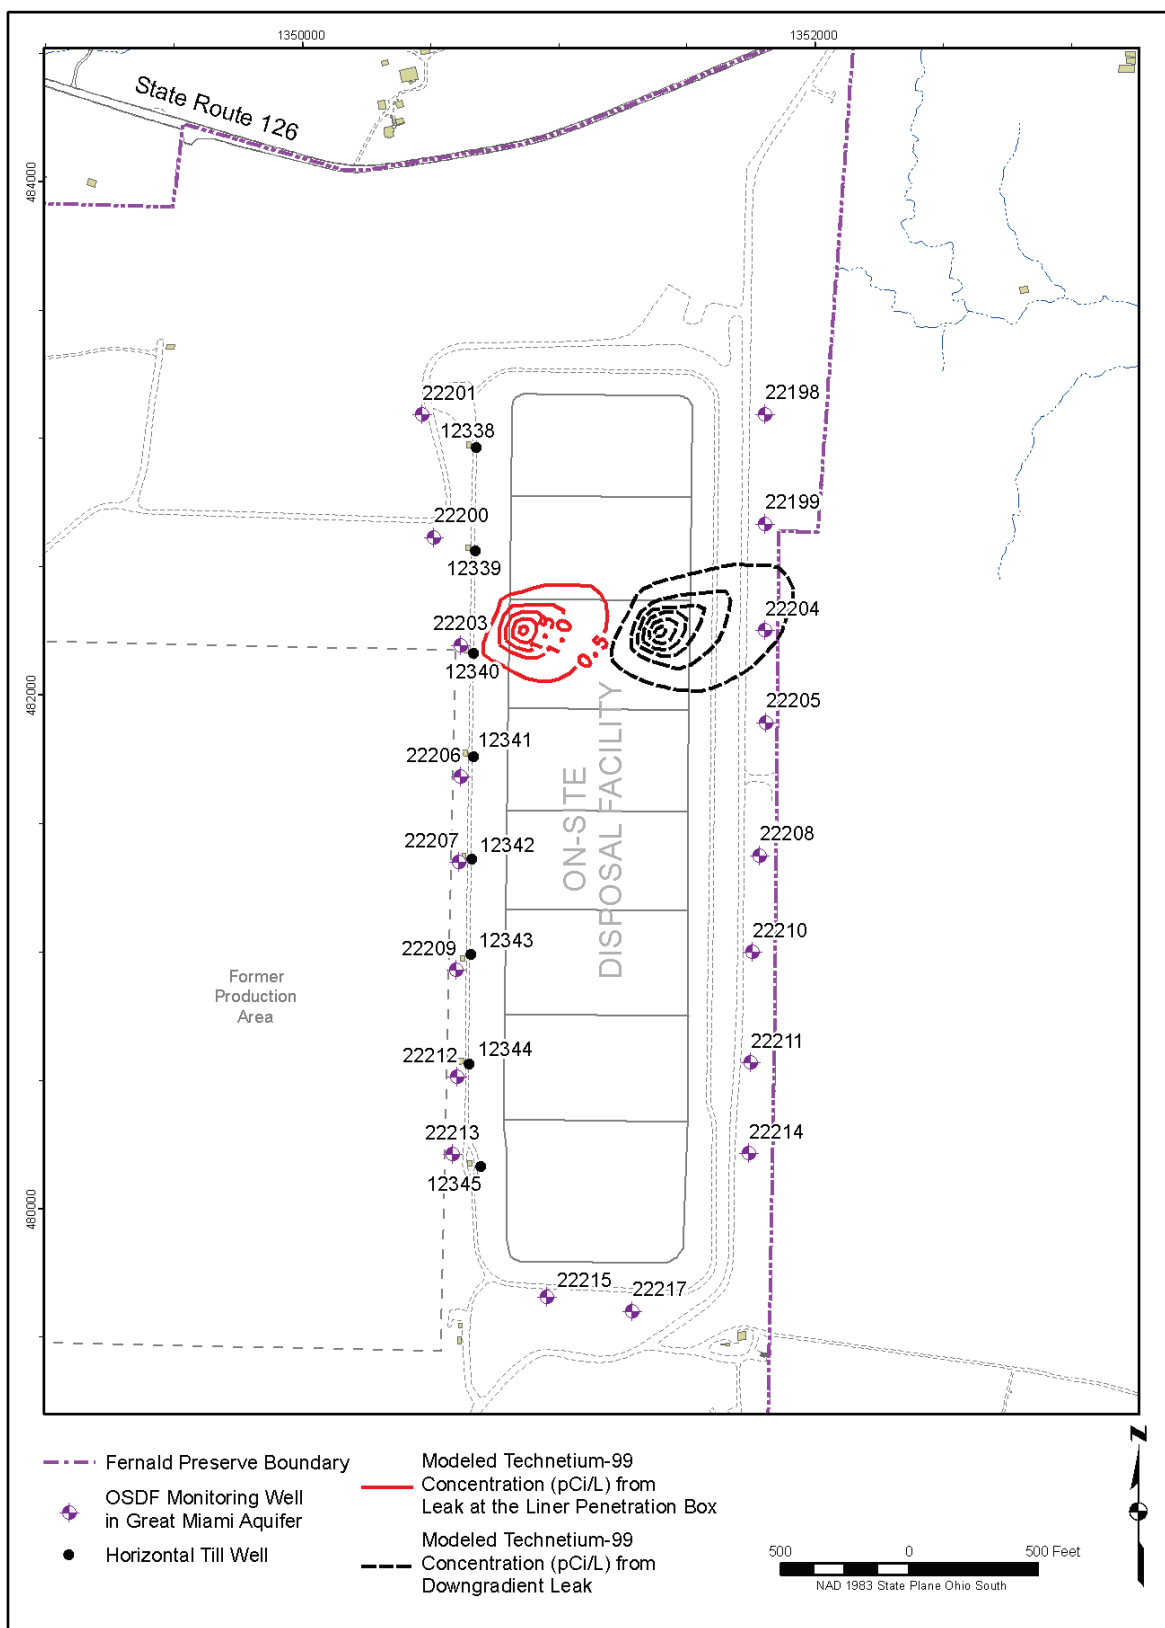 1350000
1352000
State Route 126
484000
22201
22198
12338
22199
22200
12339
22204
22203
1.0
0.5
12340
482000
22205
12341
22206
ON-SITE
DISPOSAL FACILITY
22208
22207
12342
22210
22209
12343
Former
Production
Area
22211
22212
12344
22213
22214
12345
480000
22215
22217
Fernald Preserve Boundary
OSDF Monitoring Well
in Great Miami Aquifer
Horizontal Till Well
Modeled Technetium-99
Concentration (pCi/L) from
Leak at the Liner Penetration Box
Modeled Technetium-99
Concentration (pCi/L) from
Downgradient Leak
N
500 0 500 Feet
NAD 1983 State Plane Ohio South